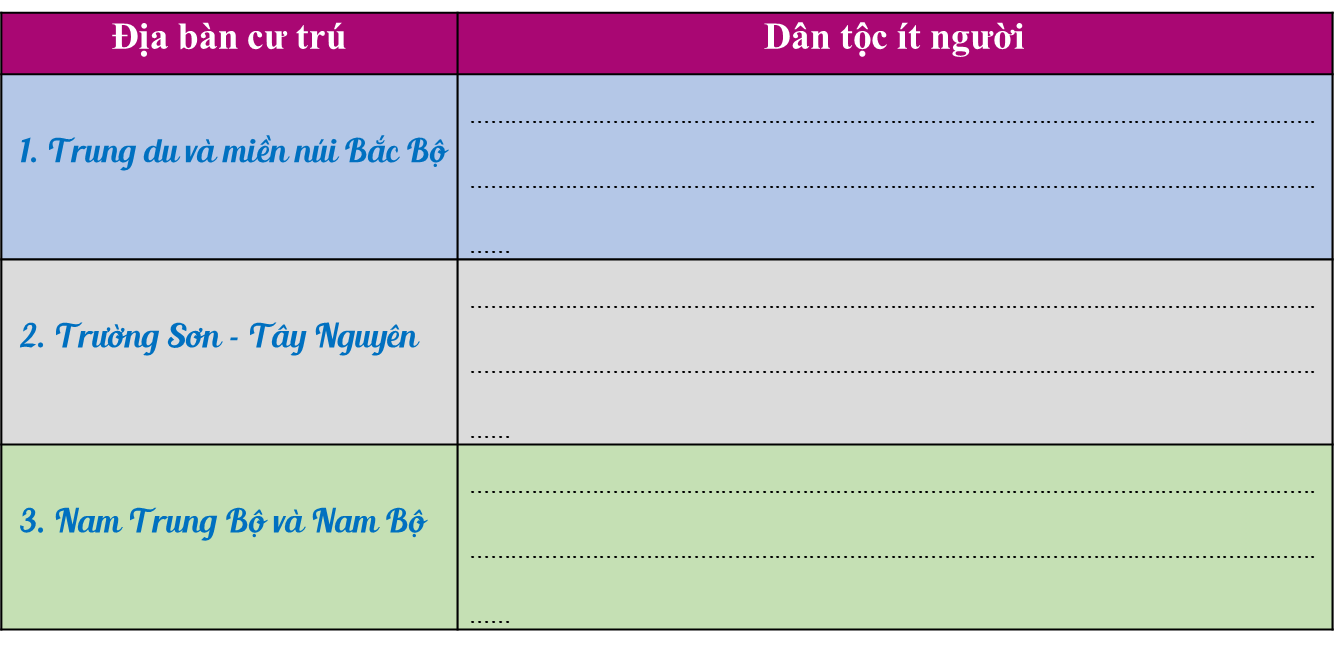 Địa bàn cư trú
Dân tộc ít người
1. Trung du và miền núi Bắc Bộ
....................................................................................................
....................................................................................................
......
2. Trường Sơn - Tây Nguyên
....................................................................................................
....................................................................................................
......
3. Nam Trung Bộ và Nam Bộ
....................................................................................................
....................................................................................................
......